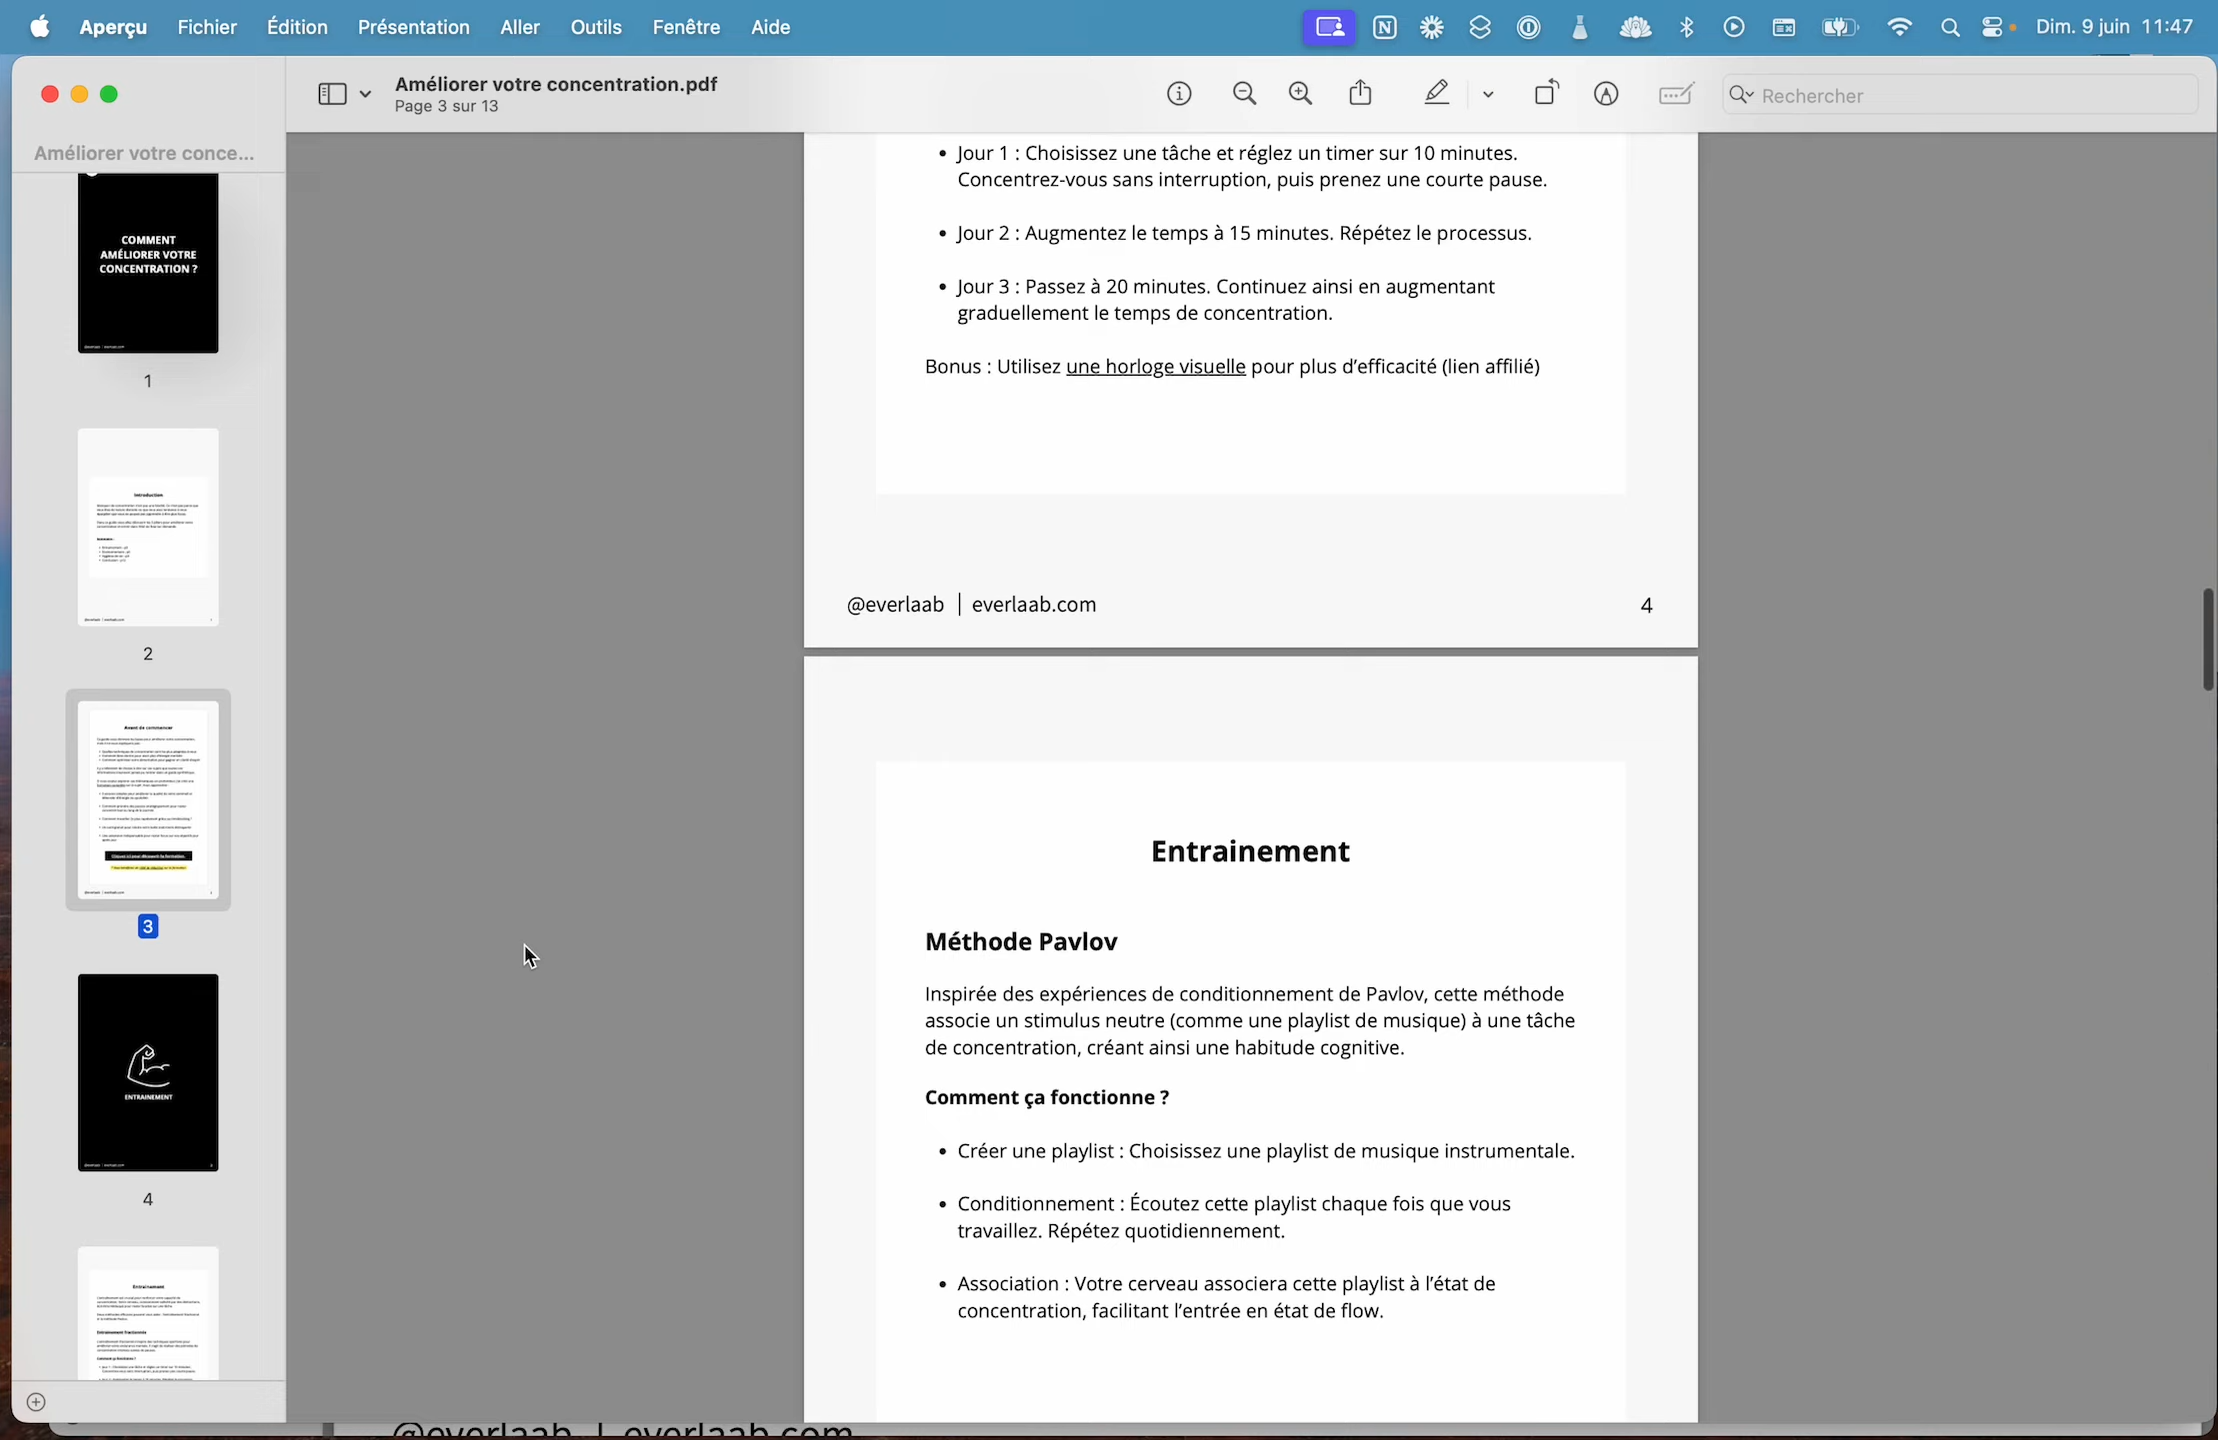 Aperçu Fichier Édition Présentation Aller Outils Fenêtre Aide Dim. 9 juin 11:47
Améliorer votre concentration.pdf
Page 3 sur 13
Rechercher
Améliorer votre conce...
COMMENT
AMÉLIORER VOTRE
CONCENTRATION ?
1
Introduction
2
Avant de commencer
3
ENTRAINEMENT
4
Entrainement
• Jour 1 : Choisissez une tâche et réglez un timer sur 10 minutes.
Concentrez-vous sans interruption, puis prenez une courte pause.
• Jour 2 : Augmentez le temps à 15 minutes. Répétez le processus.
• Jour 3 : Passez à 20 minutes. Continuez ainsi en augmentant
graduellement le temps de concentration.
Bonus : Utilisez une horloge visuelle pour plus d’efficacité (lien affilié)
@everlaab | everlaab.com 4
Entrainement
Méthode Pavlov
Inspirée des expériences de conditionnement de Pavlov, cette méthode
associe un stimulus neutre (comme une playlist de musique) à une tâche
de concentration, créant ainsi une habitude cognitive.
Comment ça fonctionne ?
• Créer une playlist : Choisissez une playlist de musique instrumentale.
• Conditionnement : Écoutez cette playlist chaque fois que vous
travaillez. Répétez quotidiennement.
• Association : Votre cerveau associera cette playlist à l’état de
concentration, facilitant l’entrée en état de flow.
@everlaab | everlaab.com